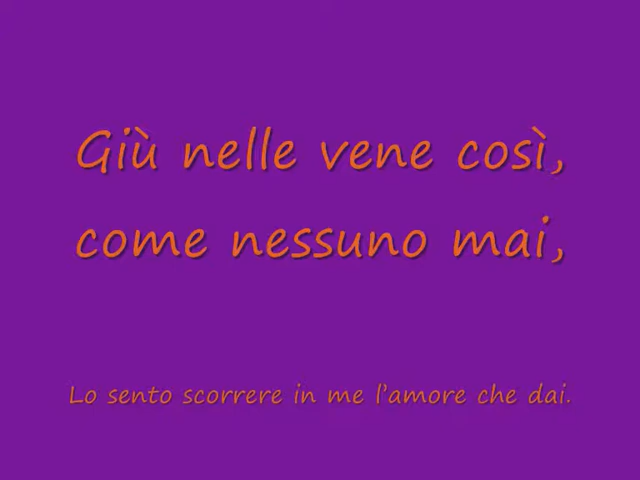 Giù nelle vene così,
come nessuno mai,
Lo sento scorrere in me l’amore che dai.